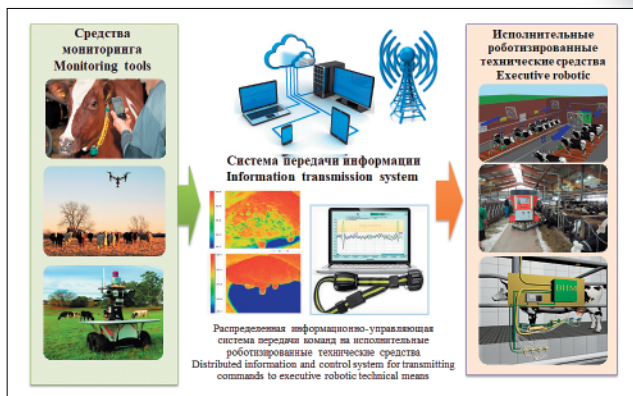 Средства
мониторинга
Monitoring tools
Система передачи информации
Information transmission system
Распределенная информационно-управляющая
система передачи команд на исполнительные
роботизированные технические средства
Distributed information and control system for transmitting
commands to executive robotic technical means
Исполнительные
роботизированные
технические средства
Executive robotic